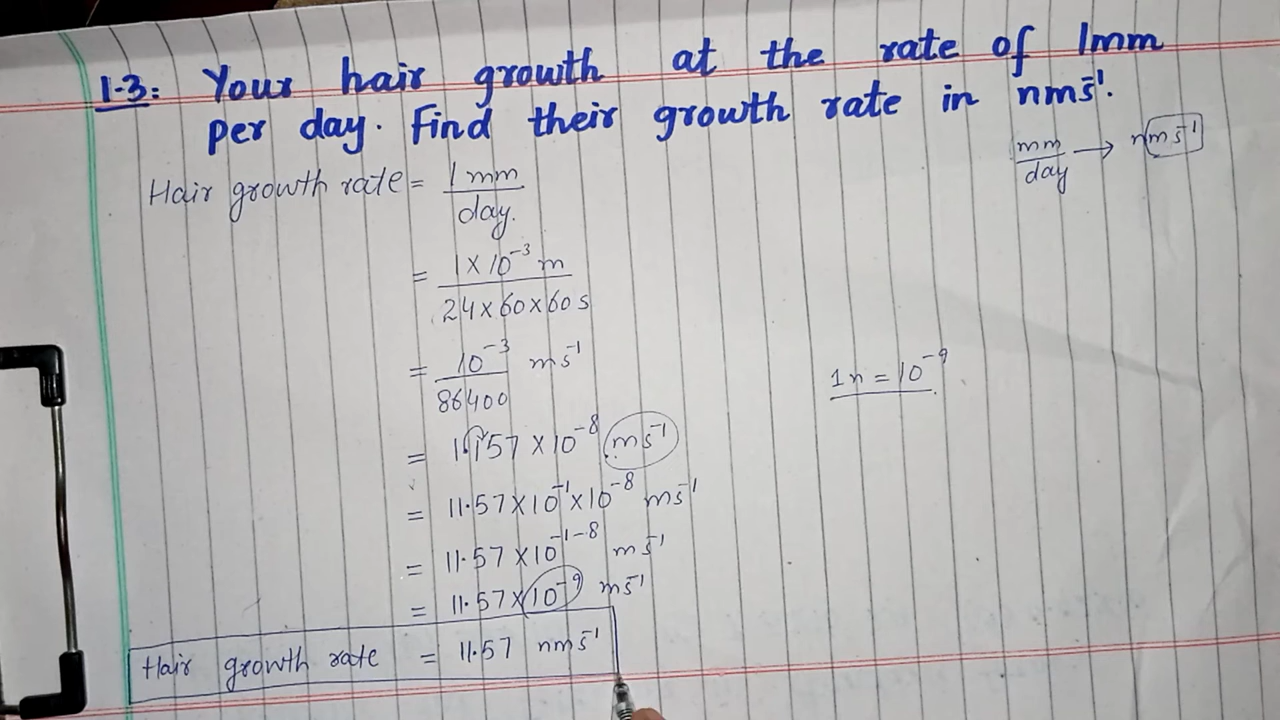 1.3: Your hair growth at the rate of 1mm
per day. Find their growth rate in nms⁻¹.
mm/day → nms⁻¹
Hair growth rate = 1mm/day.
= 1×10⁻³ m / 24×60×60 s
= 10⁻³/86400 ms⁻¹
1n = 10⁻⁹
= 1.157 × 10⁻⁸ ms⁻¹
= 11.57×10⁻¹×10⁻⁸ ms⁻¹
= 11.57×10⁻¹⁻⁸ ms⁻¹
= 11.57×10⁻⁹ ms⁻¹
Hair growth rate = 11.57 nms⁻¹